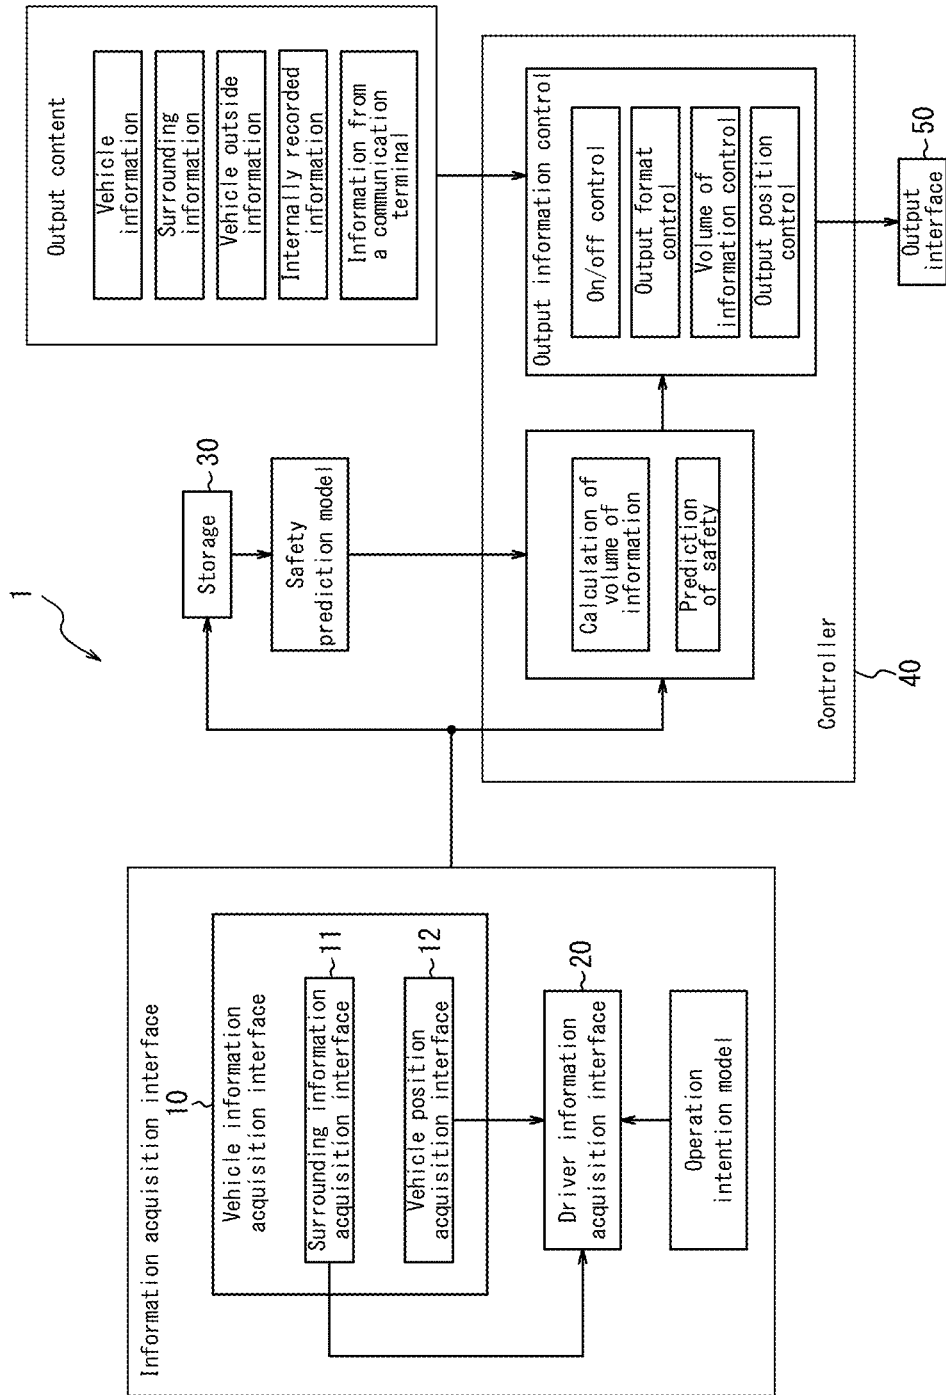 1
Information acquisition interface
10
Vehicle information
acquisition interface
Surrounding information
acquisition interface
11
Vehicle position
acquisition interface
12
Driver information
acquisition interface
20
Operation
intention model
Storage
30
Safety
prediction model
Calculation of
volume of
information
Prediction
of safety
Controller
40
Output content
Vehicle
information
Surrounding
information
Vehicle outside
information
Internally recorded
information
Information from
a communication
terminal
Output information control
On/off control
Output format
control
Volume of
information control
Output position
control
Output
interface
50